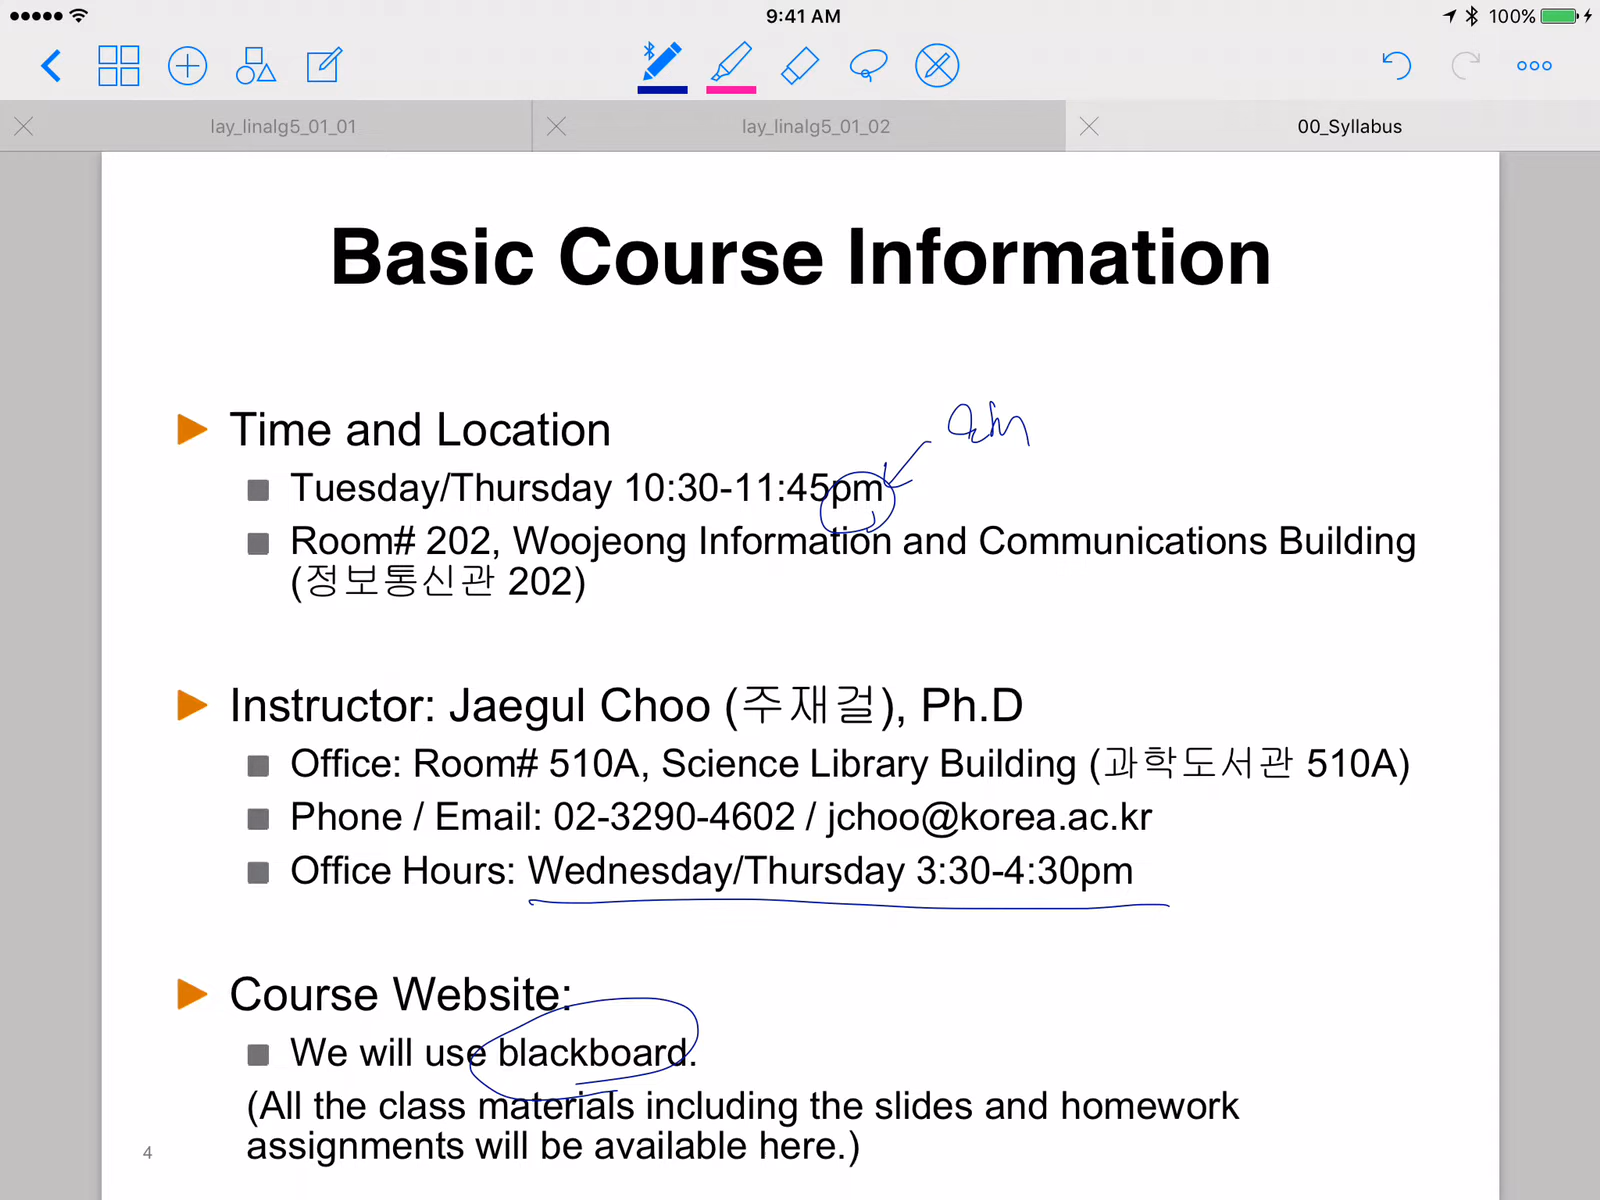 9:41 AM
100%
lay_linalg5_01_01
lay_linalg5_01_02
00_Syllabus
Basic Course Information
Time and Location
am
Tuesday/Thursday 10:30-11:45pm
Room# 202, Woojeong Information and Communications Building
(정보통신관 202)
Instructor: Jaegul Choo (주재걸), Ph.D
Office: Room# 510A, Science Library Building (과학도서관 510A)
Phone / Email: 02-3290-4602 / jchoo@korea.ac.kr
Office Hours: Wednesday/Thursday 3:30-4:30pm
Course Website:
We will use blackboard.
(All the class materials including the slides and homework
assignments will be available here.)
4